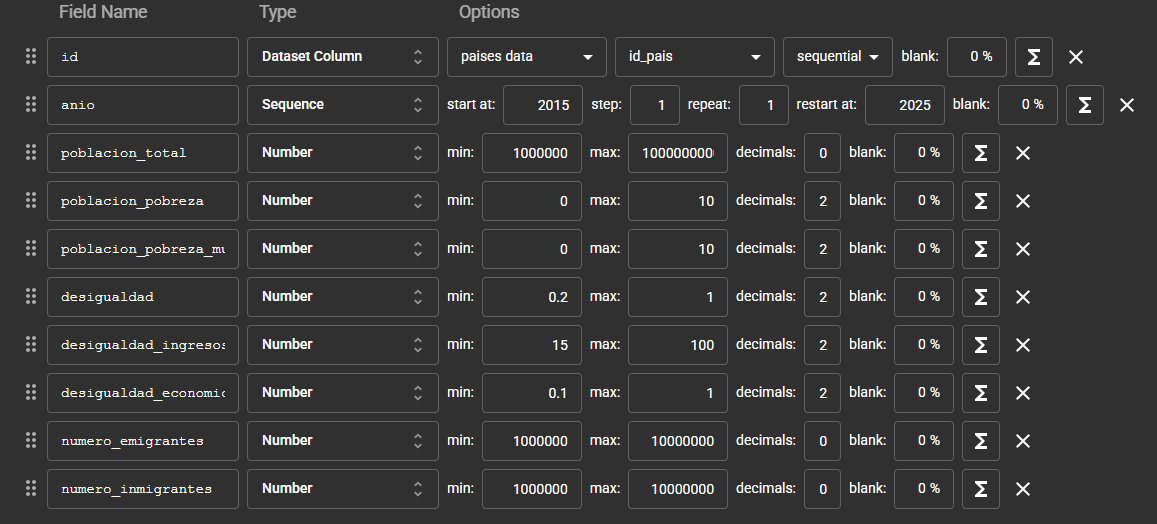 Field Name Type Options
id Dataset Column paises data id_pais sequential blank: 0 % Σ
anio Sequence start at: 2015 step: 1 repeat: 1 restart at: 2025 blank: 0 % Σ
poblacion_total Number min: 1000000 max: 100000000 decimals: 0 blank: 0 % Σ
poblacion_pobreza Number min: 0 max: 10 decimals: 2 blank: 0 % Σ
poblacion_pobreza_mu Number min: 0 max: 10 decimals: 2 blank: 0 % Σ
desigualdad Number min: 0.2 max: 1 decimals: 2 blank: 0 % Σ
desigualdad_ingresos Number min: 15 max: 100 decimals: 2 blank: 0 % Σ
desigualdad_economic Number min: 0.1 max: 1 decimals: 2 blank: 0 % Σ
numero_emigrantes Number min: 1000000 max: 10000000 decimals: 0 blank: 0 % Σ
numero_inmigrantes Number min: 1000000 max: 10000000 decimals: 0 blank: 0 % Σ